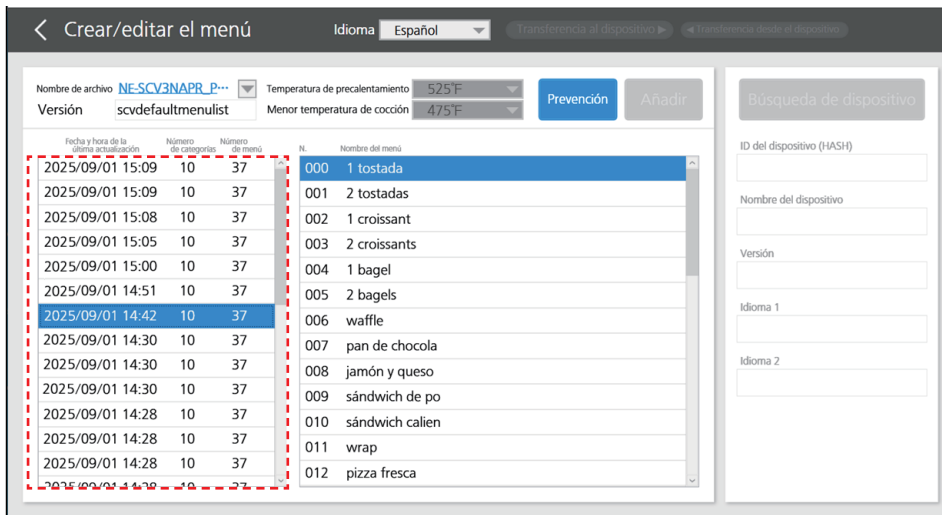 Crear/editar el menú
Idioma Español
Transferencia al dispositivo ▶ ◀ Transferencia desde el dispositivo
Nombre de archivo NE-SCV3NAPR_P···
Versión scvdefaultmenulist
Temperatura de precalentamiento 525°F
Menor temperatura de cocción 475°F
Prevención
Añadir
Fecha y hora de la última actualización
Número de categorías
Número de menú
2025/09/01 15:09 10 37
2025/09/01 15:09 10 37
2025/09/01 15:08 10 37
2025/09/01 15:05 10 37
2025/09/01 15:00 10 37
2025/09/01 14:51 10 37
2025/09/01 14:42 10 37
2025/09/01 14:30 10 37
2025/09/01 14:30 10 37
2025/09/01 14:30 10 37
2025/09/01 14:28 10 37
2025/09/01 14:28 10 37
2025/09/01 14:28 10 37
2025/09/01 14:28 10 37
N. Nombre del menú
000 1 tostada
001 2 tostadas
002 1 croissant
003 2 croissants
004 1 bagel
005 2 bagels
006 waffle
007 pan de chocola
008 jamón y queso
009 sándwich de po
010 sándwich calien
011 wrap
012 pizza fresca
Búsqueda de dispositivo
ID del dispositivo (HASH)
Nombre del dispositivo
Versión
Idioma 1
Idioma 2